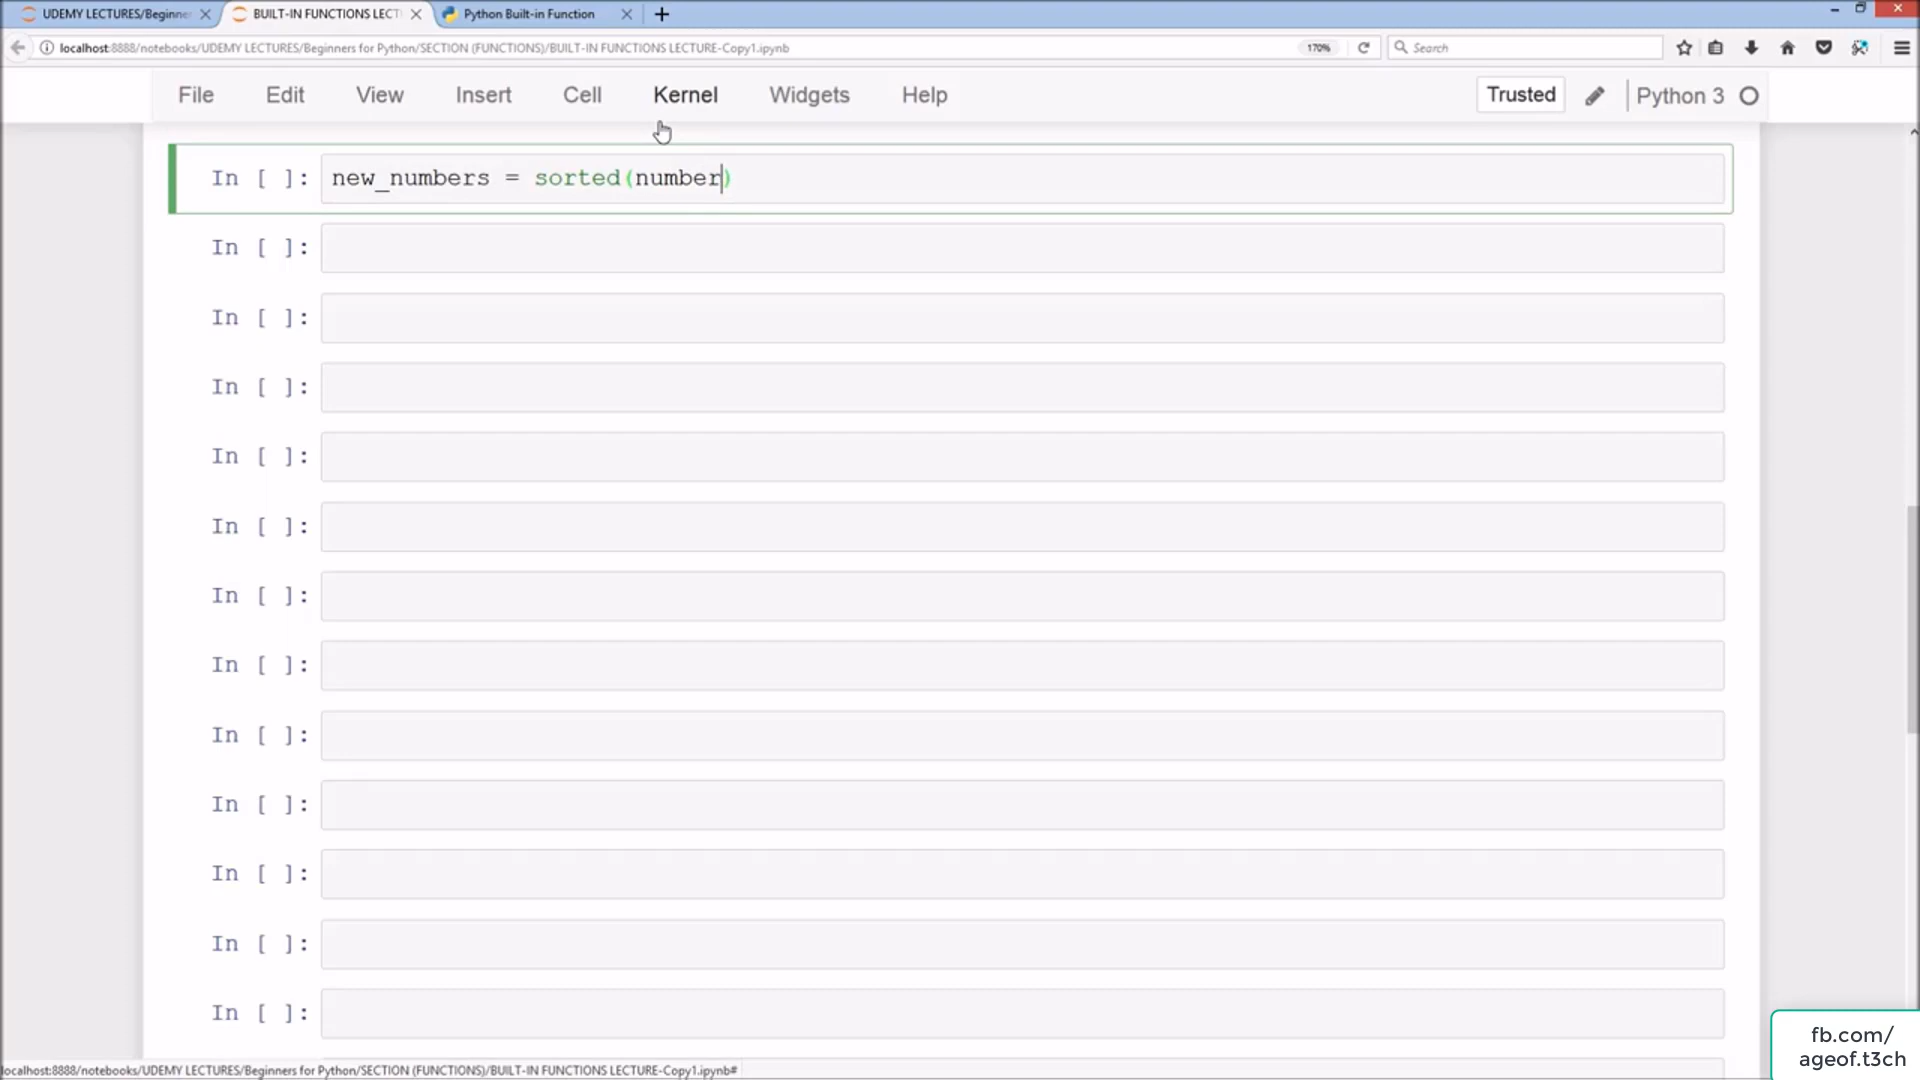 UDEMY LECTURES/Beginner
BUILT-IN FUNCTIONS LECT
Python Built-in Function
localhost:8888/notebooks/UDEMY LECTURES/Beginners for Python/SECTION (FUNCTIONS)/BUILT-IN FUNCTIONS LECTURE-Copy1.ipynb
170%
Search
File Edit View Insert Cell Kernel Widgets Help
Trusted
Python 3
In [ ]: new_numbers = sorted(number)
In [ ]:
In [ ]:
In [ ]:
In [ ]:
In [ ]:
In [ ]:
In [ ]:
In [ ]:
In [ ]:
In [ ]:
In [ ]:
In [ ]:
localhost:8888/notebooks/UDEMY LECTURES/Beginners for Python/SECTION (FUNCTIONS)/BUILT-IN FUNCTIONS LECTURE-Copy1.ipynb#
fb.com/
ageof.t3ch